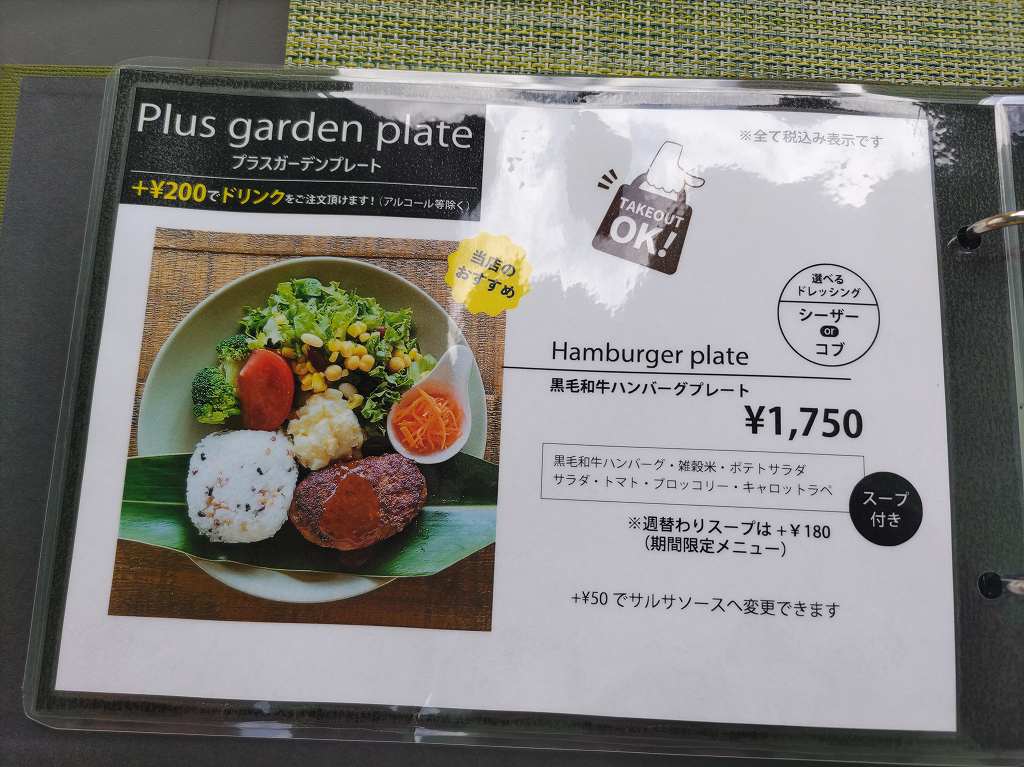 Plus garden plate
プラスガーデンプレート
+¥200でドリンクをご注文頂けます！（アルコール等除く）
※全て税込み表示です
TAKEOUT
OK!
当店の
おすすめ
選べる
ドレッシング
シーザー
or
コブ
Hamburger plate
黒毛和牛ハンバーグプレート
¥1,750
黒毛和牛ハンバーグ・雑穀米・ポテトサラダ
サラダ・トマト・ブロッコリー・キャロットラペ
スープ
付き
※週替わりスープは +￥180
（期間限定メニュー）
+¥50 でサルサソースへ変更できます